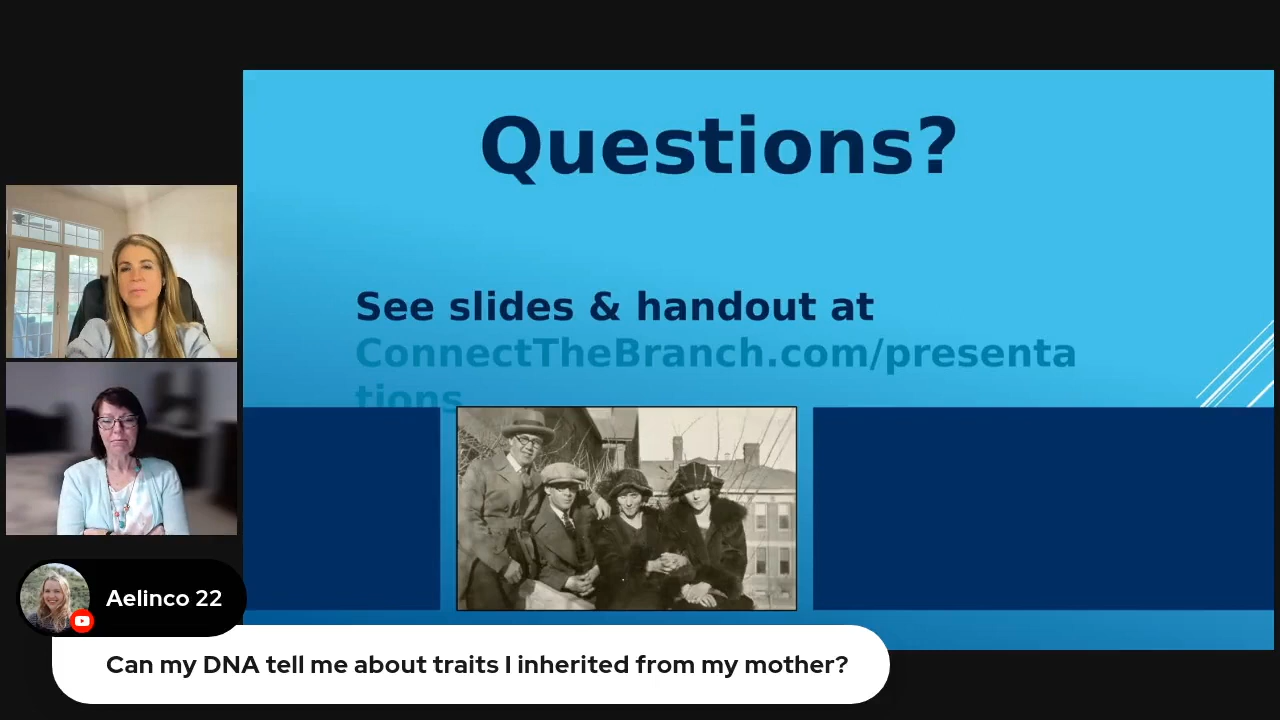 Questions?
See slides & handout at
ConnectTheBranch.com/presenta
tions
Aelinco 22
Can my DNA tell me about traits I inherited from my mother?